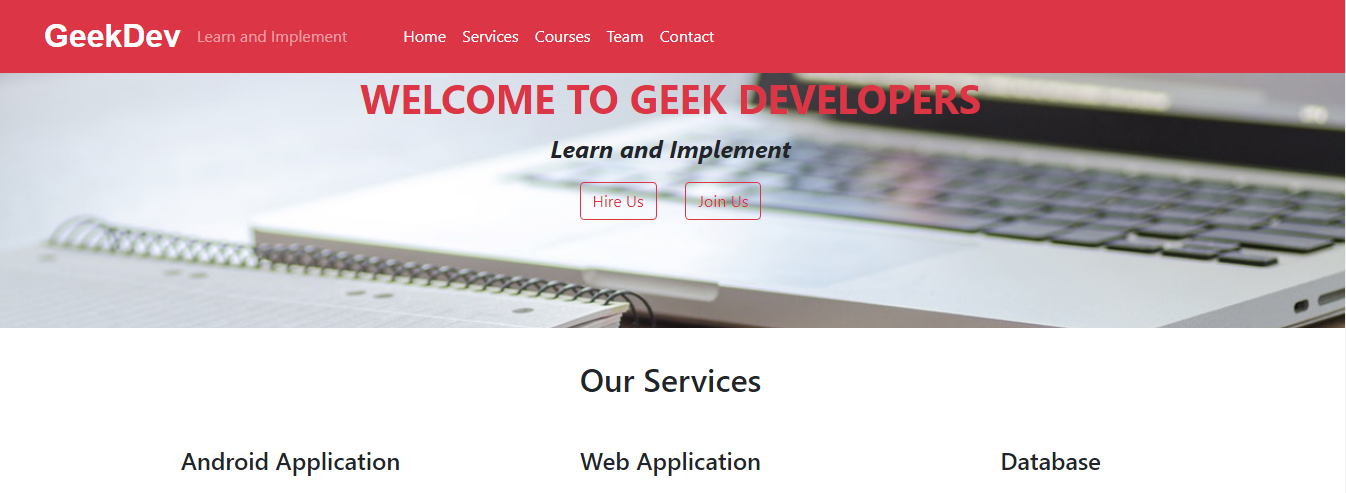 GeekDev Learn and Implement Home Services Courses Team Contact
WELCOME TO GEEK DEVELOPERS
Learn and Implement
Hire Us Join Us
Our Services
Android Application Web Application Database